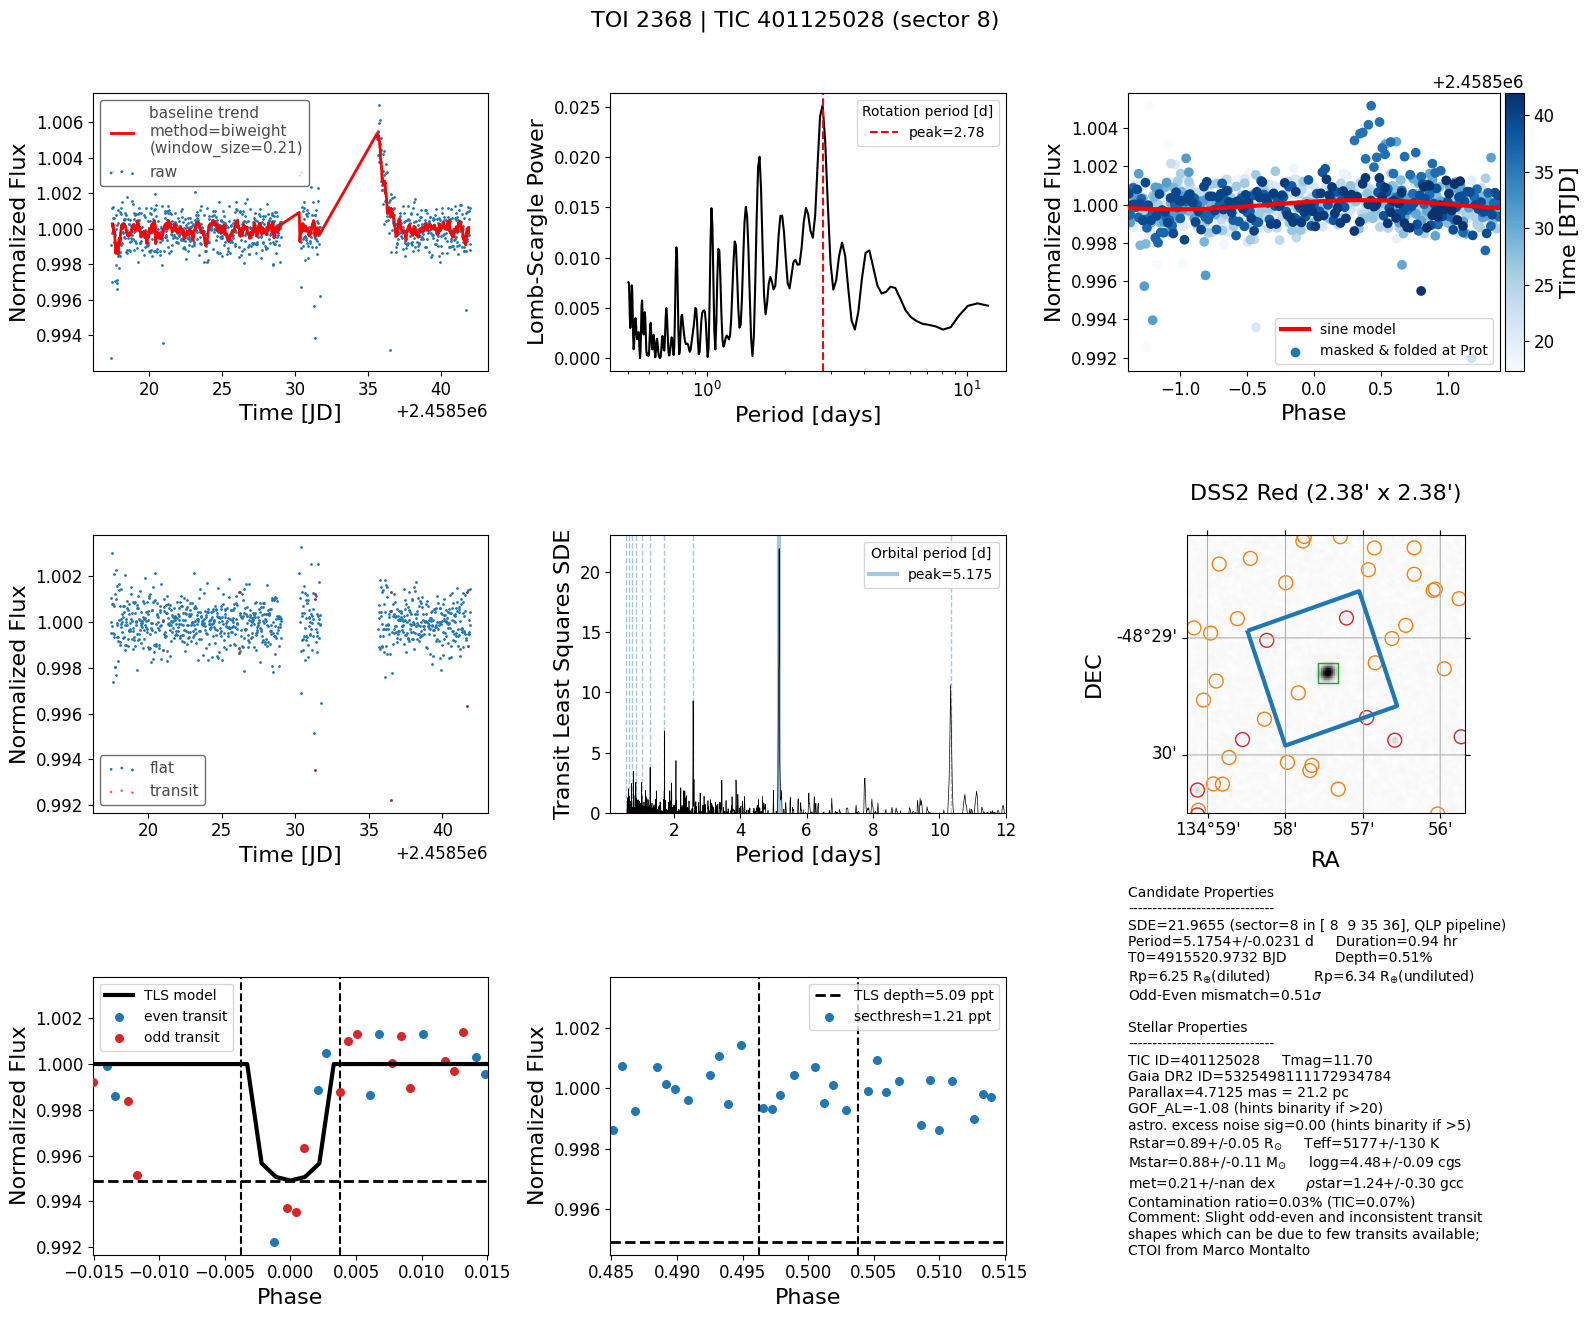 TOI 2368 | TIC 401125028 (sector 8)
Normalized Flux
1.006
1.004
1.002
1.000
0.998
0.996
0.994
baseline trend
method=biweight
(window_size=0.21)
raw
20
25
30
35
40
Time [JD]
+2.4585e6
Lomb-Scargle Power
0.025
0.020
0.015
0.010
0.005
0.000
Rotation period [d]
peak=2.78
10⁰
10¹
Period [days]
+2.4585e6
Normalized Flux
1.004
1.002
1.000
0.998
0.996
0.994
0.992
sine model
masked & folded at Prot
−1.0
−0.5
0.0
0.5
1.0
Phase
40
35
30
25
20
Time [BTJD]
Normalized Flux
1.002
1.000
0.998
0.996
0.994
0.992
flat
transit
20
25
30
35
40
Time [JD]
+2.4585e6
Transit Least Squares SDE
20
15
10
5
0
Orbital period [d]
peak=5.175
2
4
6
8
10
12
Period [days]
DSS2 Red (2.38' x 2.38')
DEC
-48°29'
30'
134°59'
58'
57'
56'
RA
Normalized Flux
1.002
1.000
0.998
0.996
0.994
0.992
TLS model
even transit
odd transit
−0.015
−0.010
−0.005
0.000
0.005
0.010
0.015
Phase
Normalized Flux
1.002
1.000
0.998
0.996
TLS depth=5.09 ppt
secthresh=1.21 ppt
0.485
0.490
0.495
0.500
0.505
0.510
0.515
Phase
Candidate Properties
------------------------------
SDE=21.9655 (sector=8 in [ 8  9 35 36], QLP pipeline)
Period=5.1754+/-0.0231 d     Duration=0.94 hr
T0=4915520.9732 BJD           Depth=0.51%
Rp=6.25 R⊕(diluted)          Rp=6.34 R⊕(undiluted)
Odd-Even mismatch=0.51σ
Stellar Properties
------------------------------
TIC ID=401125028     Tmag=11.70
Gaia DR2 ID=5325498111172934784
Parallax=4.7125 mas = 21.2 pc
GOF_AL=-1.08 (hints binarity if >20)
astro. excess noise sig=0.00 (hints binarity if >5)
Rstar=0.89+/-0.05 R⊙     Teff=5177+/-130 K
Mstar=0.88+/-0.11 M⊙     logg=4.48+/-0.09 cgs
met=0.21+/-nan dex       ρstar=1.24+/-0.30 gcc
Contamination ratio=0.03% (TIC=0.07%)
Comment: Slight odd-even and inconsistent transit
shapes which can be due to few transits available;
CTOI from Marco Montalto